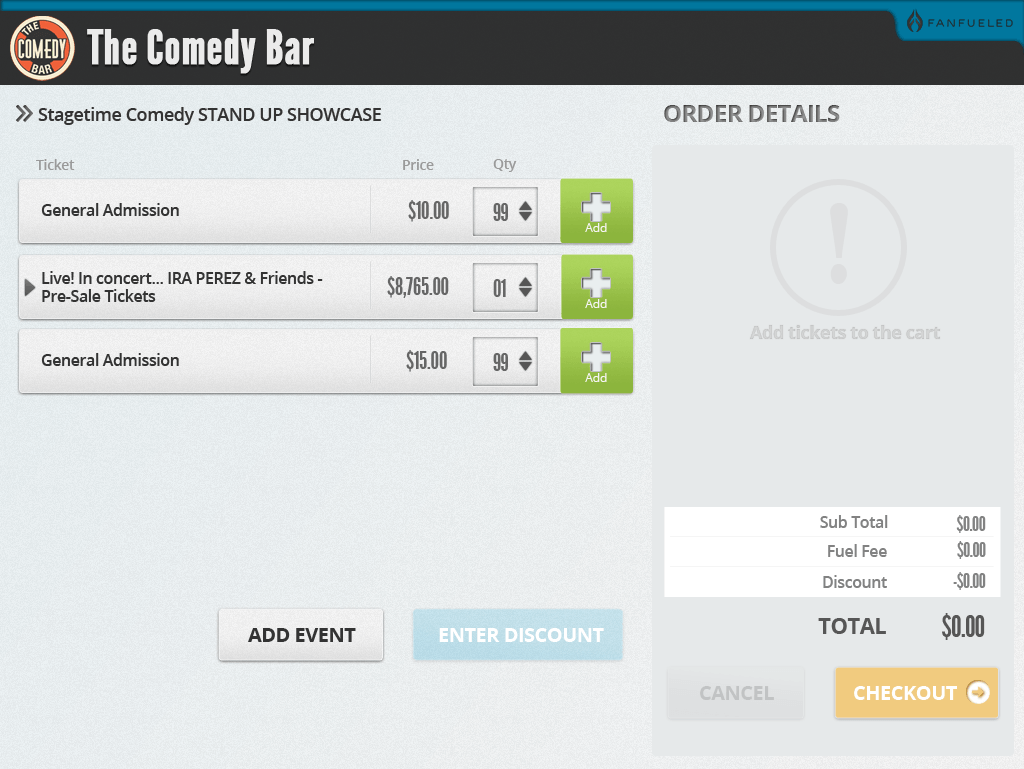 THE
COMEDY
BAR
The Comedy Bar
FANFUELED
Stagetime Comedy STAND UP SHOWCASE
Ticket Price Qty
General Admission $10.00 99 Add
Live! In concert... IRA PEREZ & Friends -
Pre-Sale Tickets $8,765.00 01 Add
General Admission $15.00 99 Add
ADD EVENT ENTER DISCOUNT
ORDER DETAILS
!
Add tickets to the cart
Sub Total $0.00
Fuel Fee $0.00
Discount -$0.00
TOTAL $0.00
CANCEL CHECKOUT